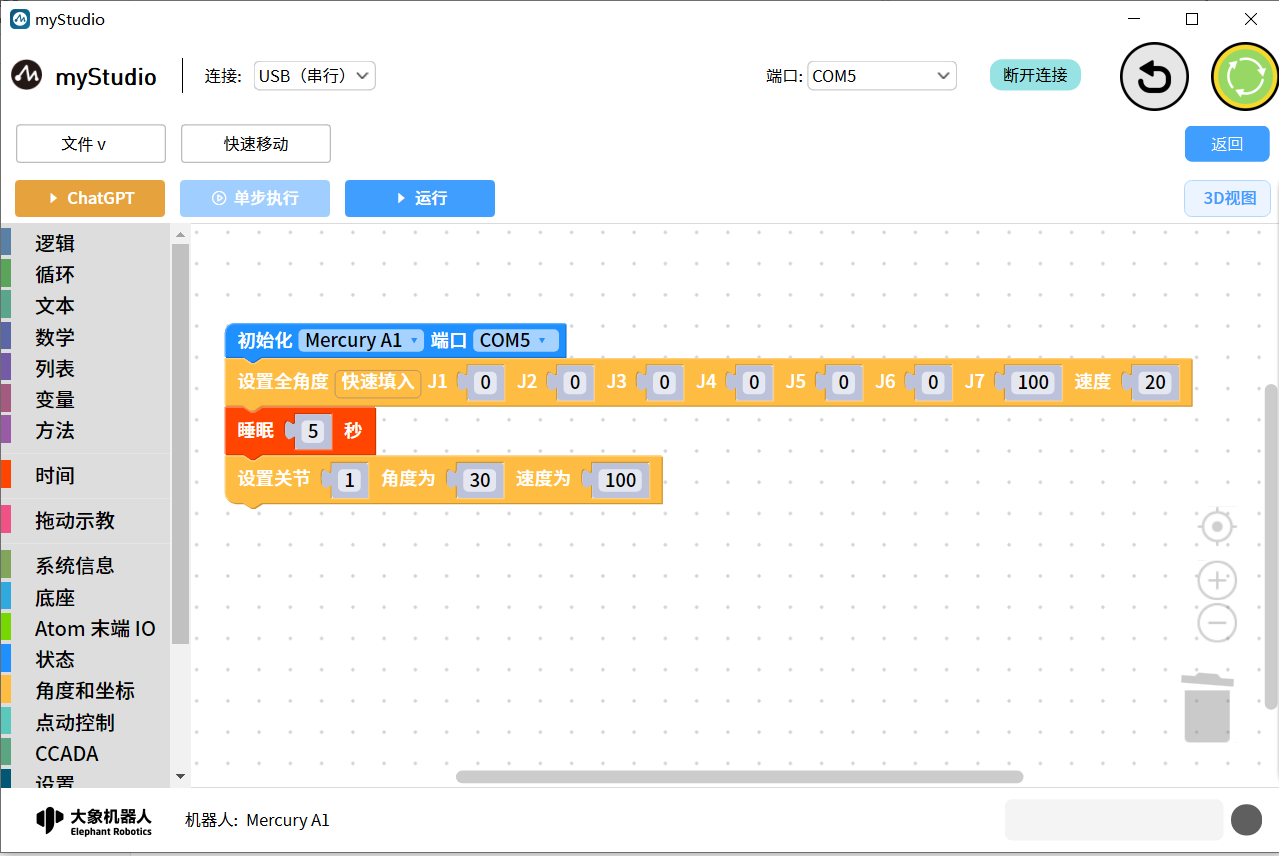 myStudio
myStudio 连接: USB（串行） 端口: COM5 断开连接
文件 v 快速移动 返回
ChatGPT 单步执行 运行 3D视图
逻辑
循环
文本
数学
列表
变量
方法
时间
拖动示教
系统信息
底座
Atom 末端 IO
状态
角度和坐标
点动控制
CCADA
设置
初始化 Mercury A1 端口 COM5
设置全角度 快速填入 J1 0 J2 0 J3 0 J4 0 J5 0 J6 0 J7 100 速度 20
睡眠 5 秒
设置关节 1 角度为 30 速度为 100
大象机器人
Elephant Robotics
机器人: Mercury A1